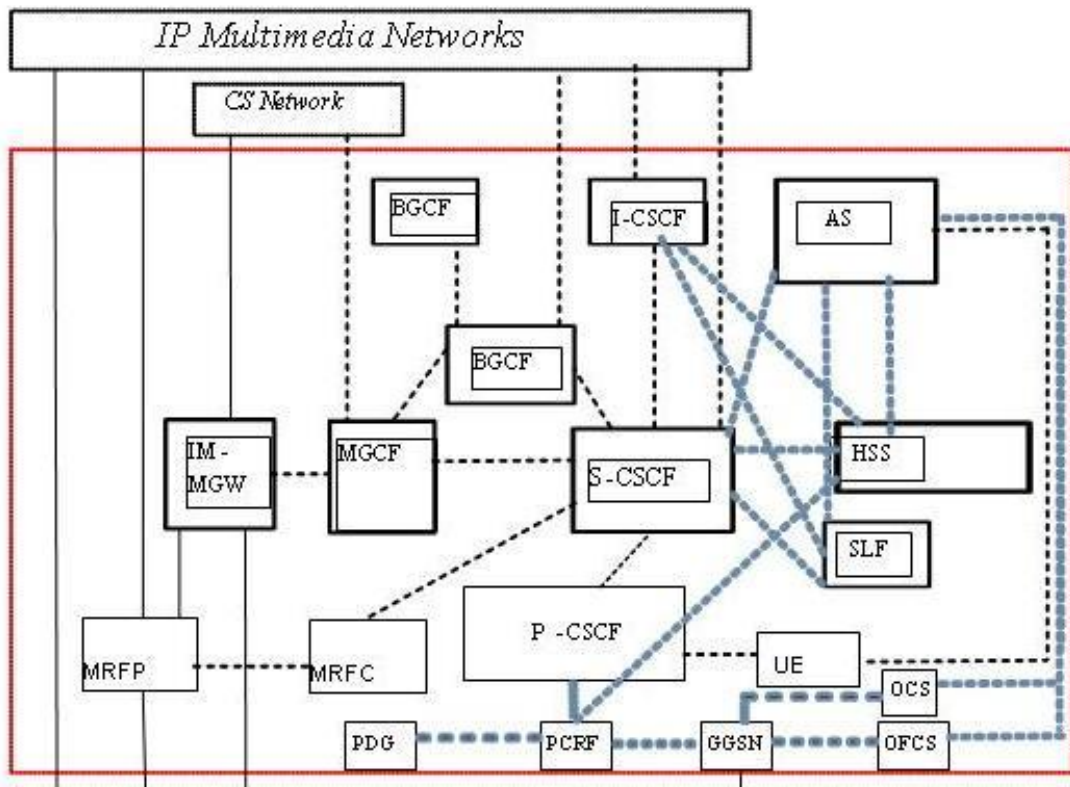 IP Multimedia Networks
CS Network
BGCF
I-CSCF
AS
BGCF
IM-
MGW
MGCF
S-CSCF
HSS
SLF
P -CSCF
MRFP
MRFC
UE
OCS
PDG
PCRF
GGSN
OFCS